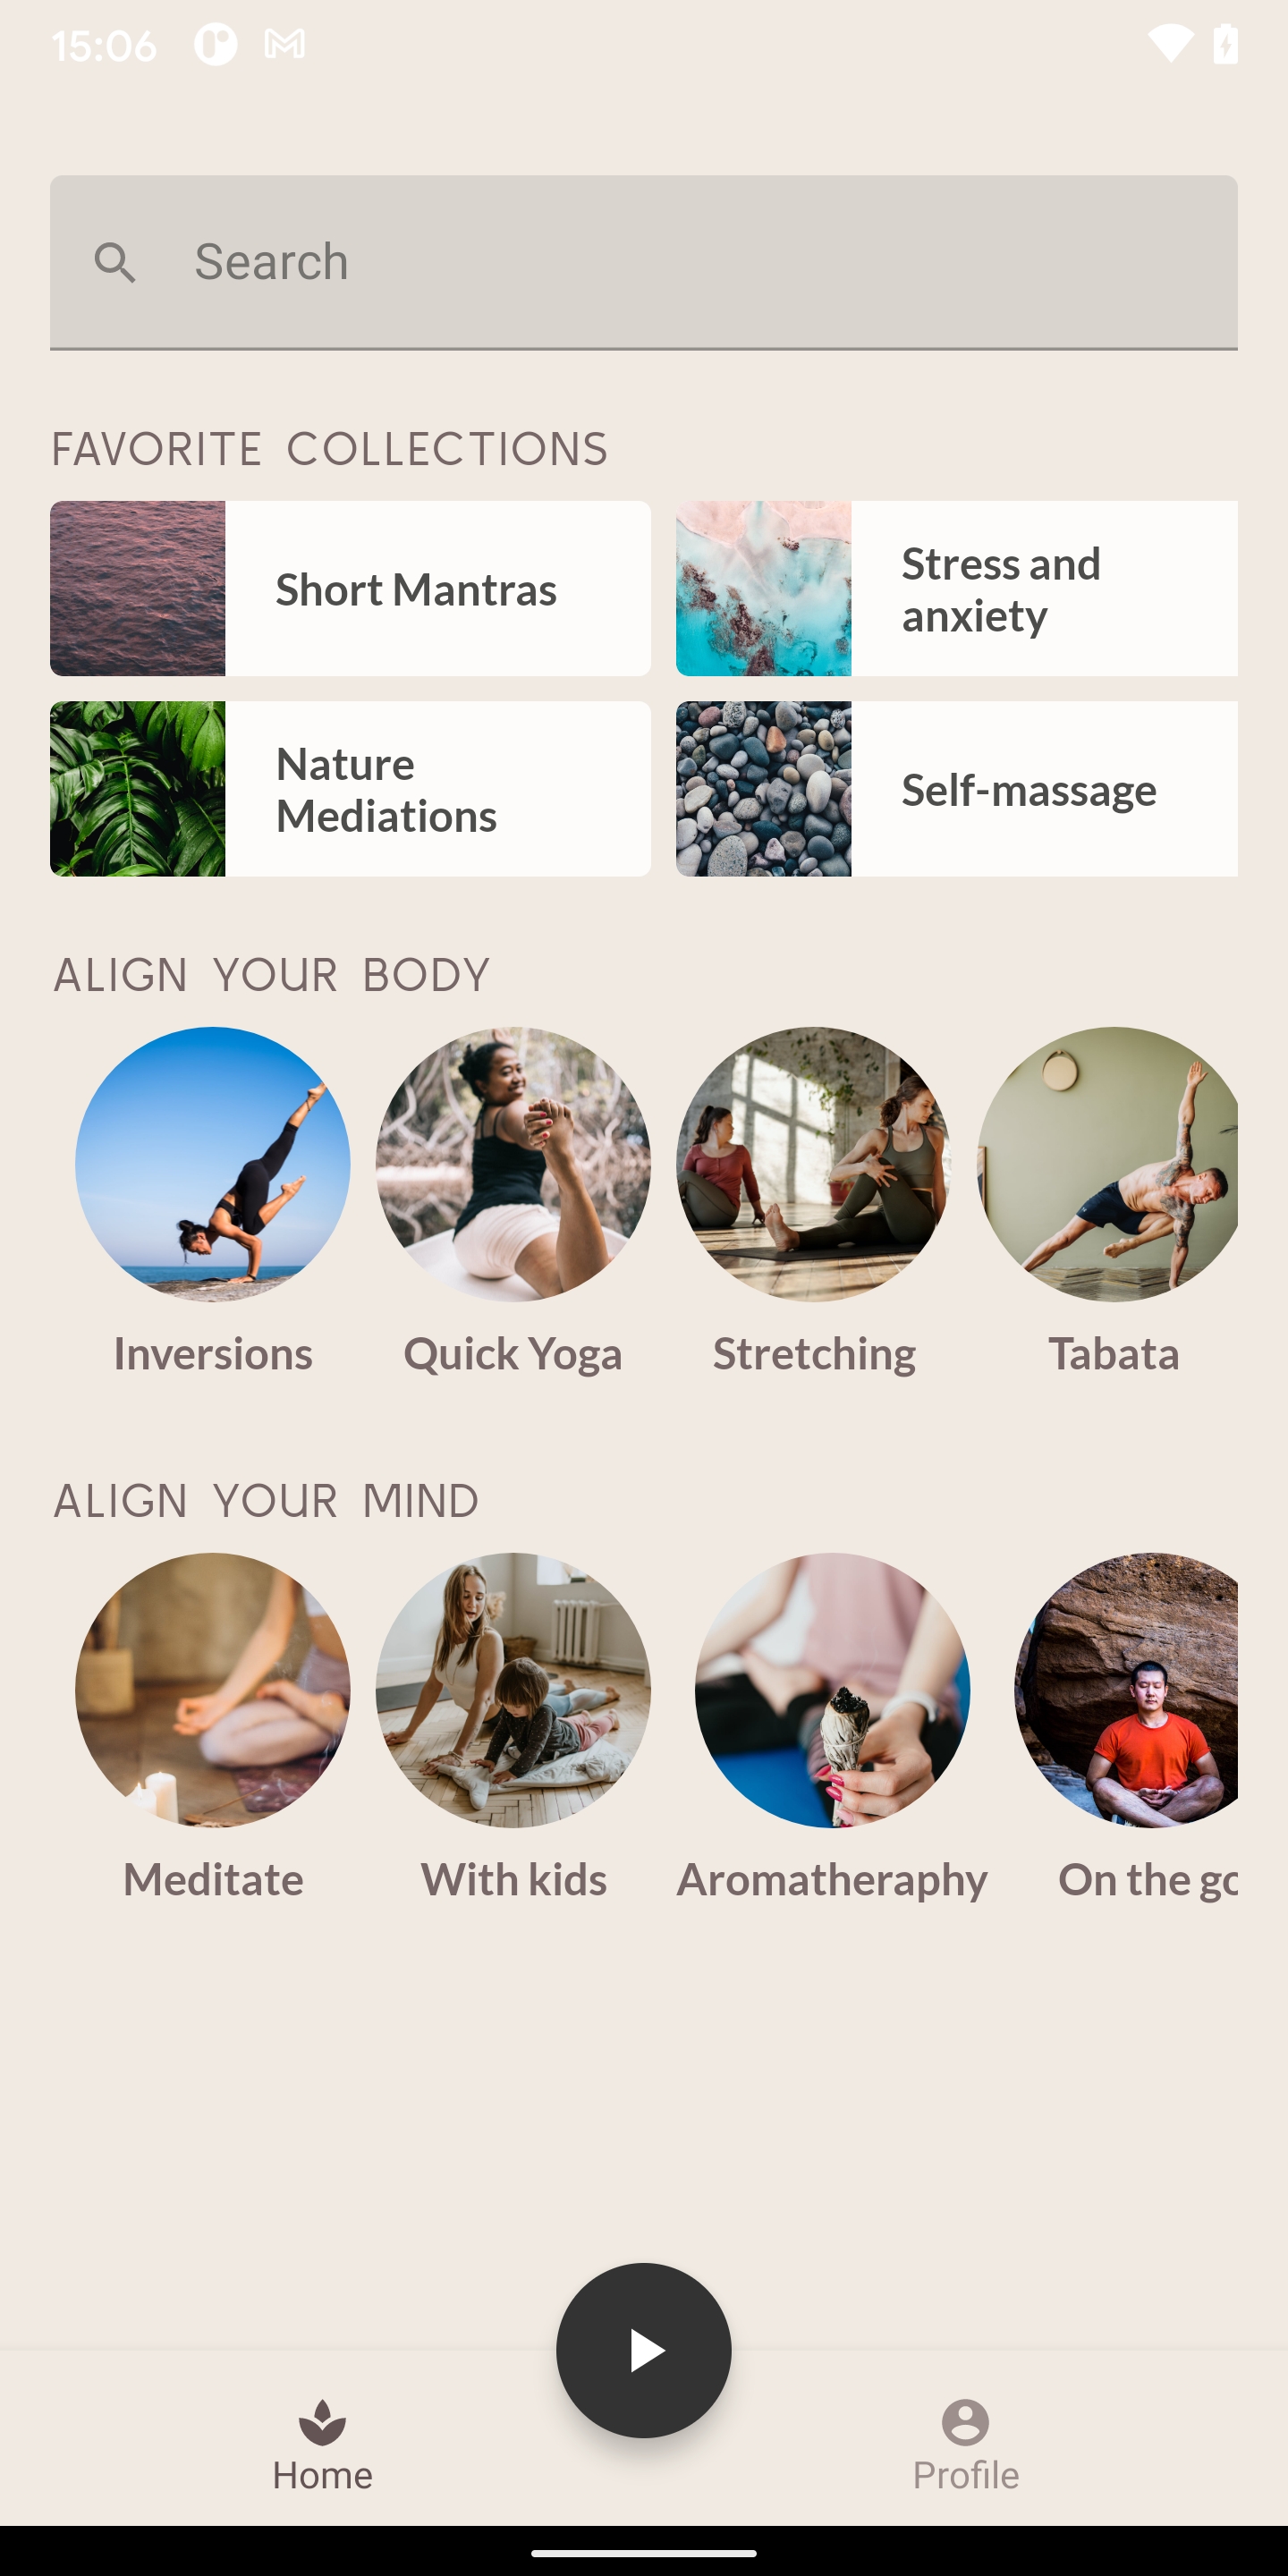 15:06
Search
FAVORITE COLLECTIONS
Short Mantras
Stress and
anxiety
Nature
Mediations
Self-massage
ALIGN YOUR BODY
Inversions
Quick Yoga
Stretching
Tabata
ALIGN YOUR MIND
Meditate
With kids
Aromatheraphy
On the go
Home
Profile